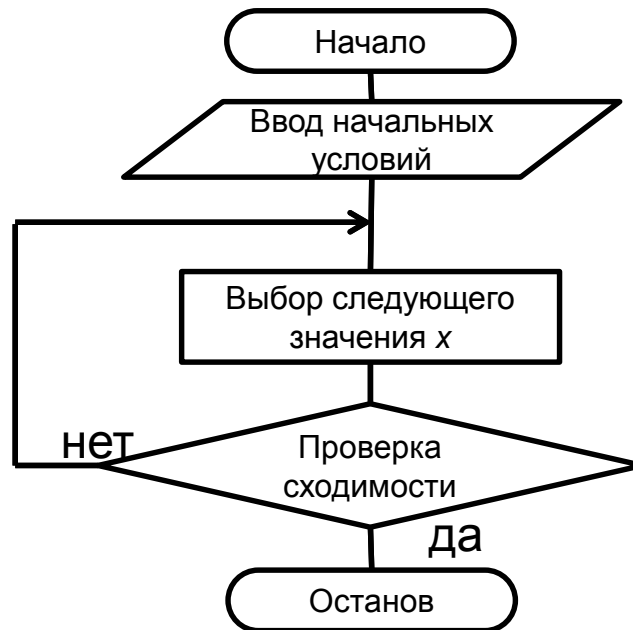 Начало
Ввод начальных
условий
Выбор следующего
значения x
нет
Проверка
сходимости
да
Останов